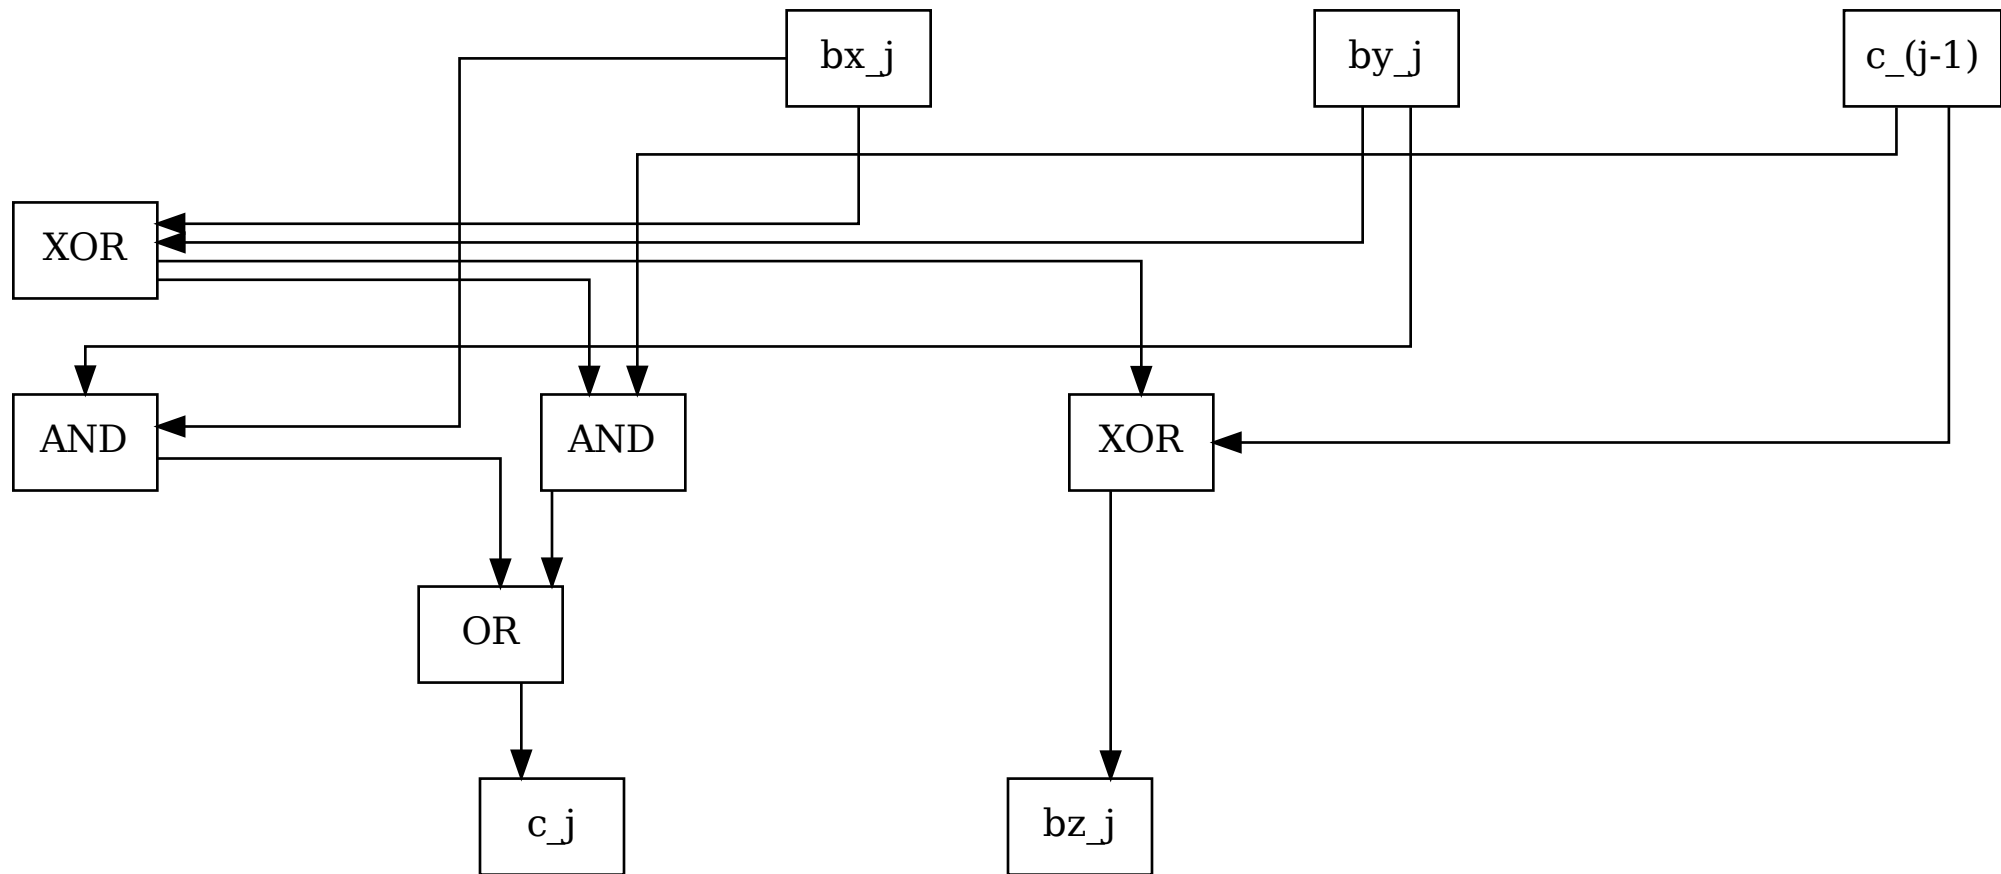 bx_j
by_j
c_(j-1)
XOR
AND
AND
XOR
OR
c_j
bz_j